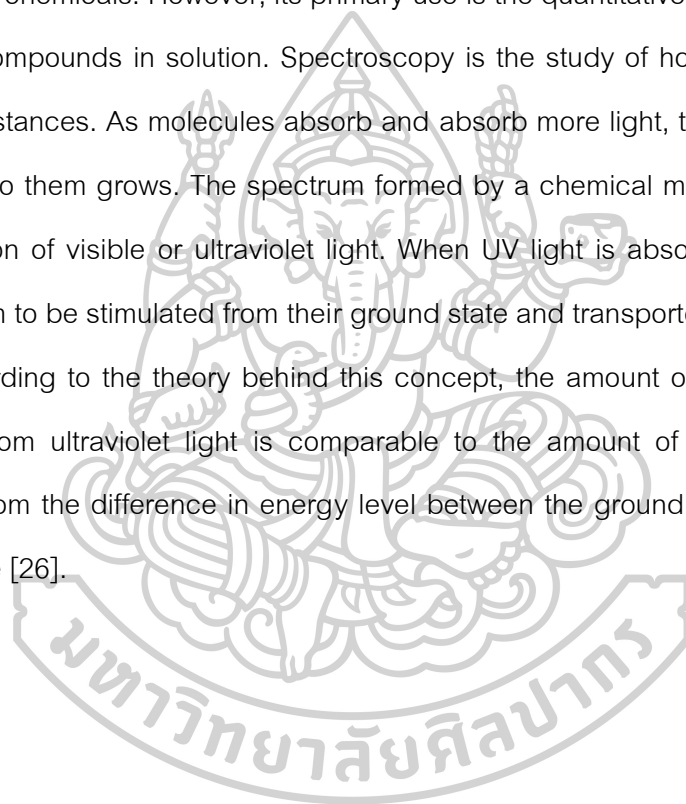 chemicals. However, its primary use is the quantitative
ompounds in solution. Spectroscopy is the study of ho
stances. As molecules absorb and absorb more light, t
o them grows. The spectrum formed by a chemical m
on of visible or ultraviolet light. When UV light is abso
n to be stimulated from their ground state and transporte
rding to the theory behind this concept, the amount o
om ultraviolet light is comparable to the amount of
om the difference in energy level between the ground
[26].
มหาวิทยาลัยศิลปากร